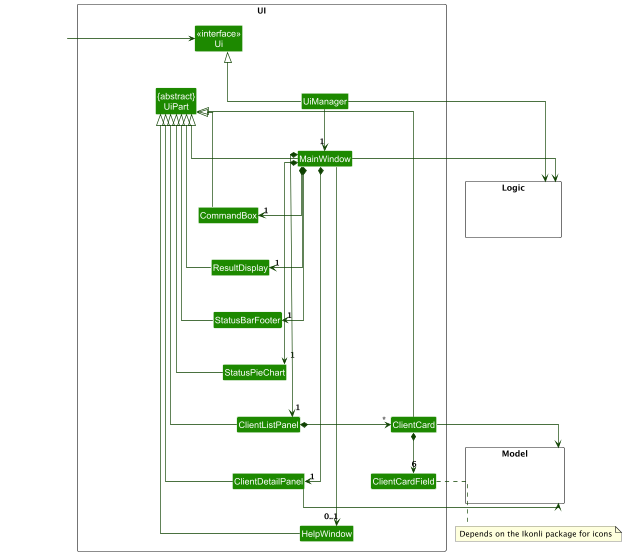 UI
«interface»
Ui
{abstract}
UiPart
UiManager
1
MainWindow
Logic
CommandBox
1
ResultDisplay
1
StatusBarFooter
1
StatusPieChart
1
1
ClientListPanel
*
ClientCard
Model
6
ClientDetailPanel
1
ClientCardField
0..1
HelpWindow
Depends on the Ikonli package for icons